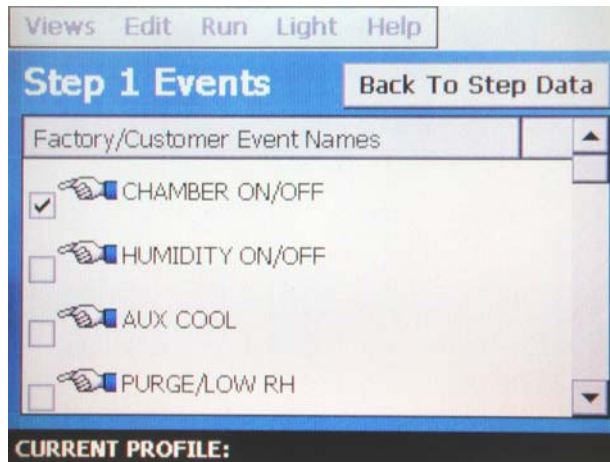 Views Edit Run Light Help
Step 1 Events
Back To Step Data
Factory/Customer Event Names
CHAMBER ON/OFF
HUMIDITY ON/OFF
AUX COOL
PURGE/LOW RH
CURRENT PROFILE: